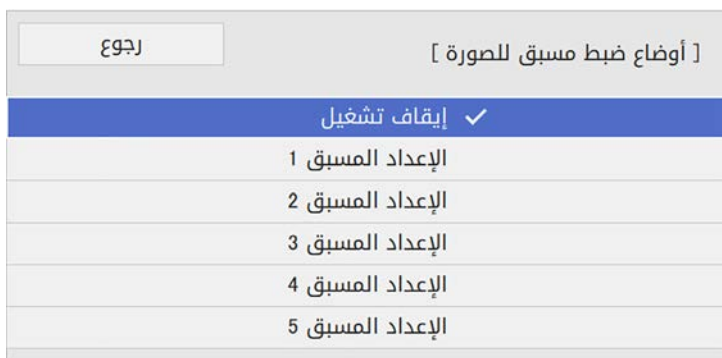 [ أوضاع ضبط مسبق للصورة ]
رجوع
إيقاف تشغيل
الإعداد المسبق 1
الإعداد المسبق 2
الإعداد المسبق 3
الإعداد المسبق 4
الإعداد المسبق 5